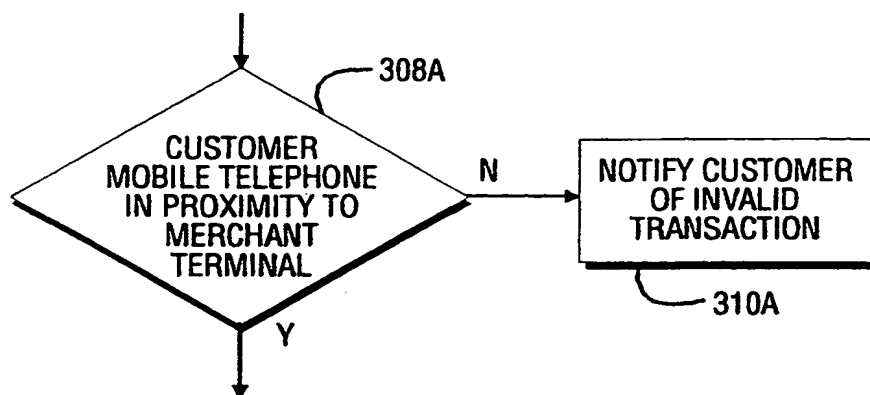 308A
CUSTOMER
MOBILE TELEPHONE
IN PROXIMITY TO
MERCHANT
TERMINAL
N
NOTIFY CUSTOMER
OF INVALID
TRANSACTION
310A
Y